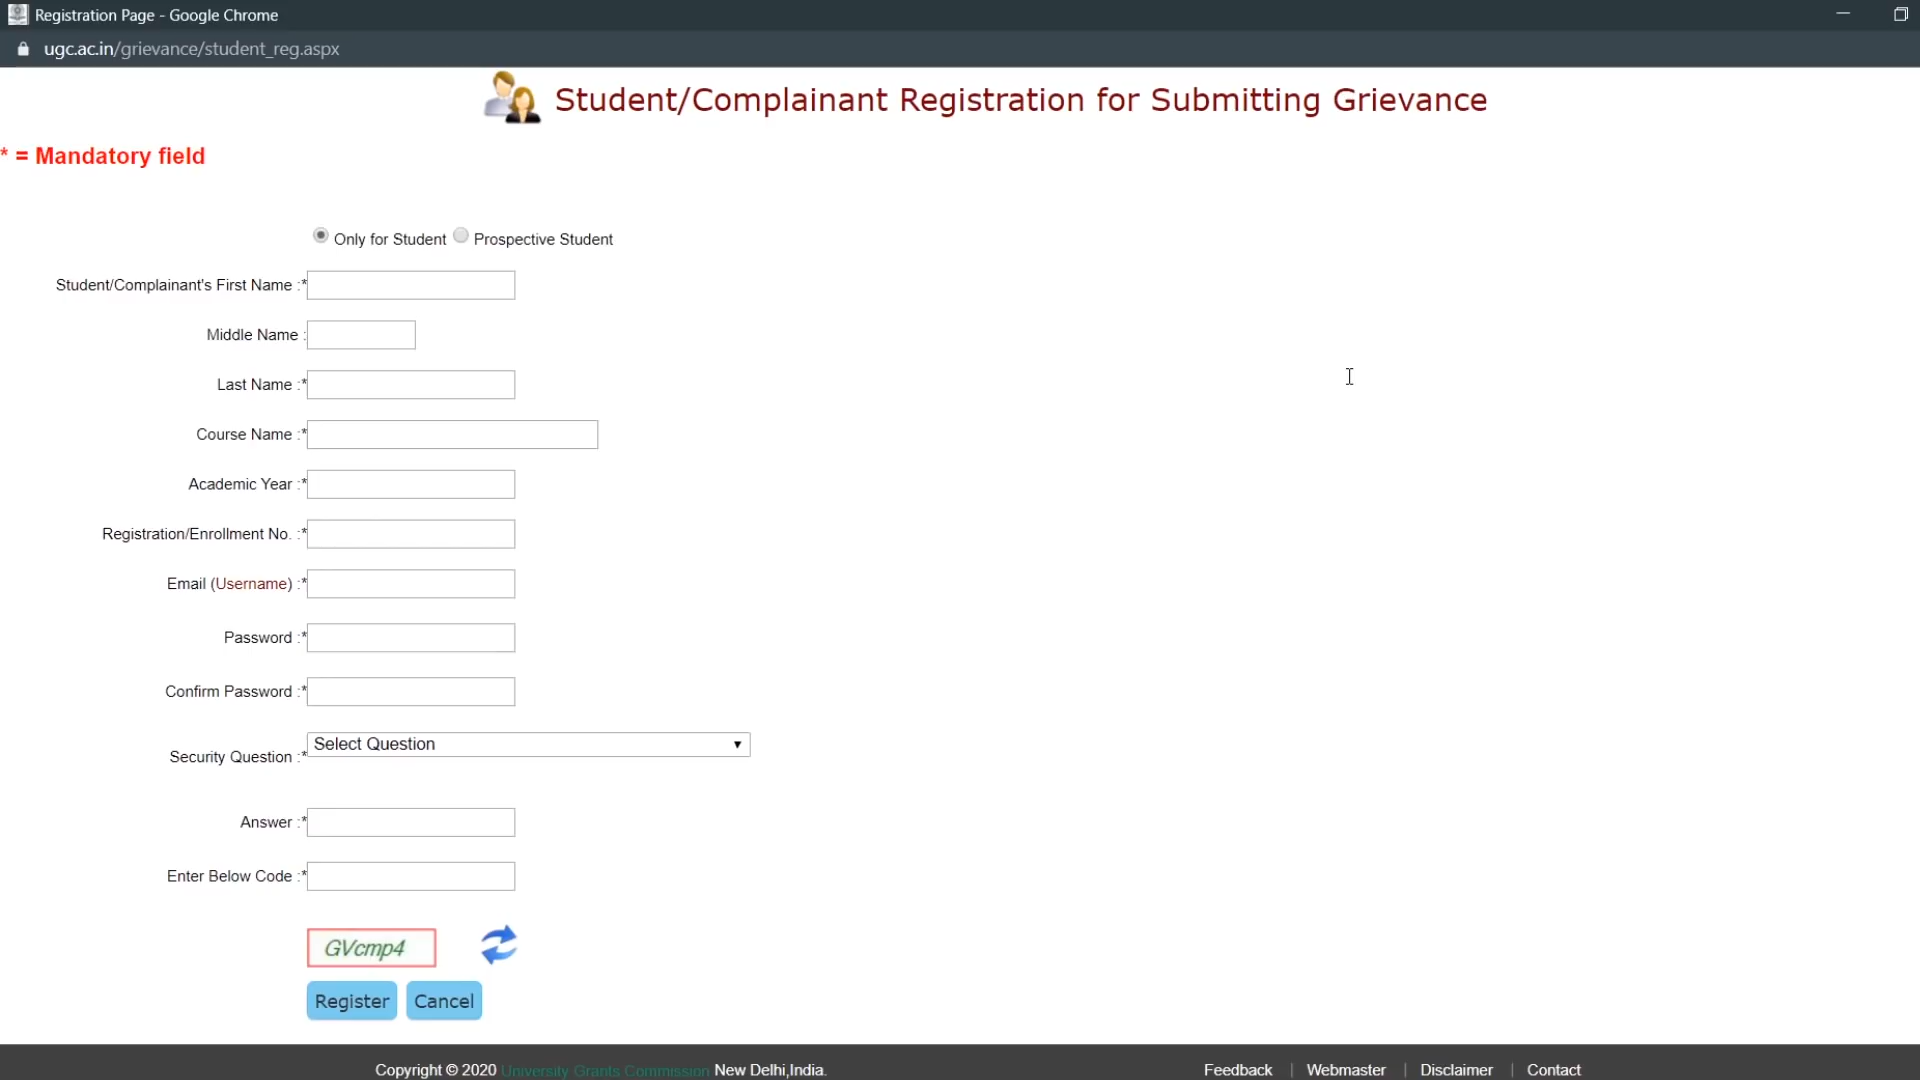 Registration Page - Google Chrome
ugc.ac.in/grievance/student_reg.aspx
Student/Complainant Registration for Submitting Grievance
* = Mandatory field
Only for Student Prospective Student
Student/Complainant's First Name :*
Middle Name :
Last Name :*
Course Name :*
Academic Year :*
Registration/Enrollment No. :*
Email (Username) :*
Password :*
Confirm Password :*
Security Question :* Select Question
Answer :*
Enter Below Code :*
GVcmp4
Register Cancel
Copyright © 2020 University Grants Commission New Delhi,India. Feedback | Webmaster | Disclaimer | Contact